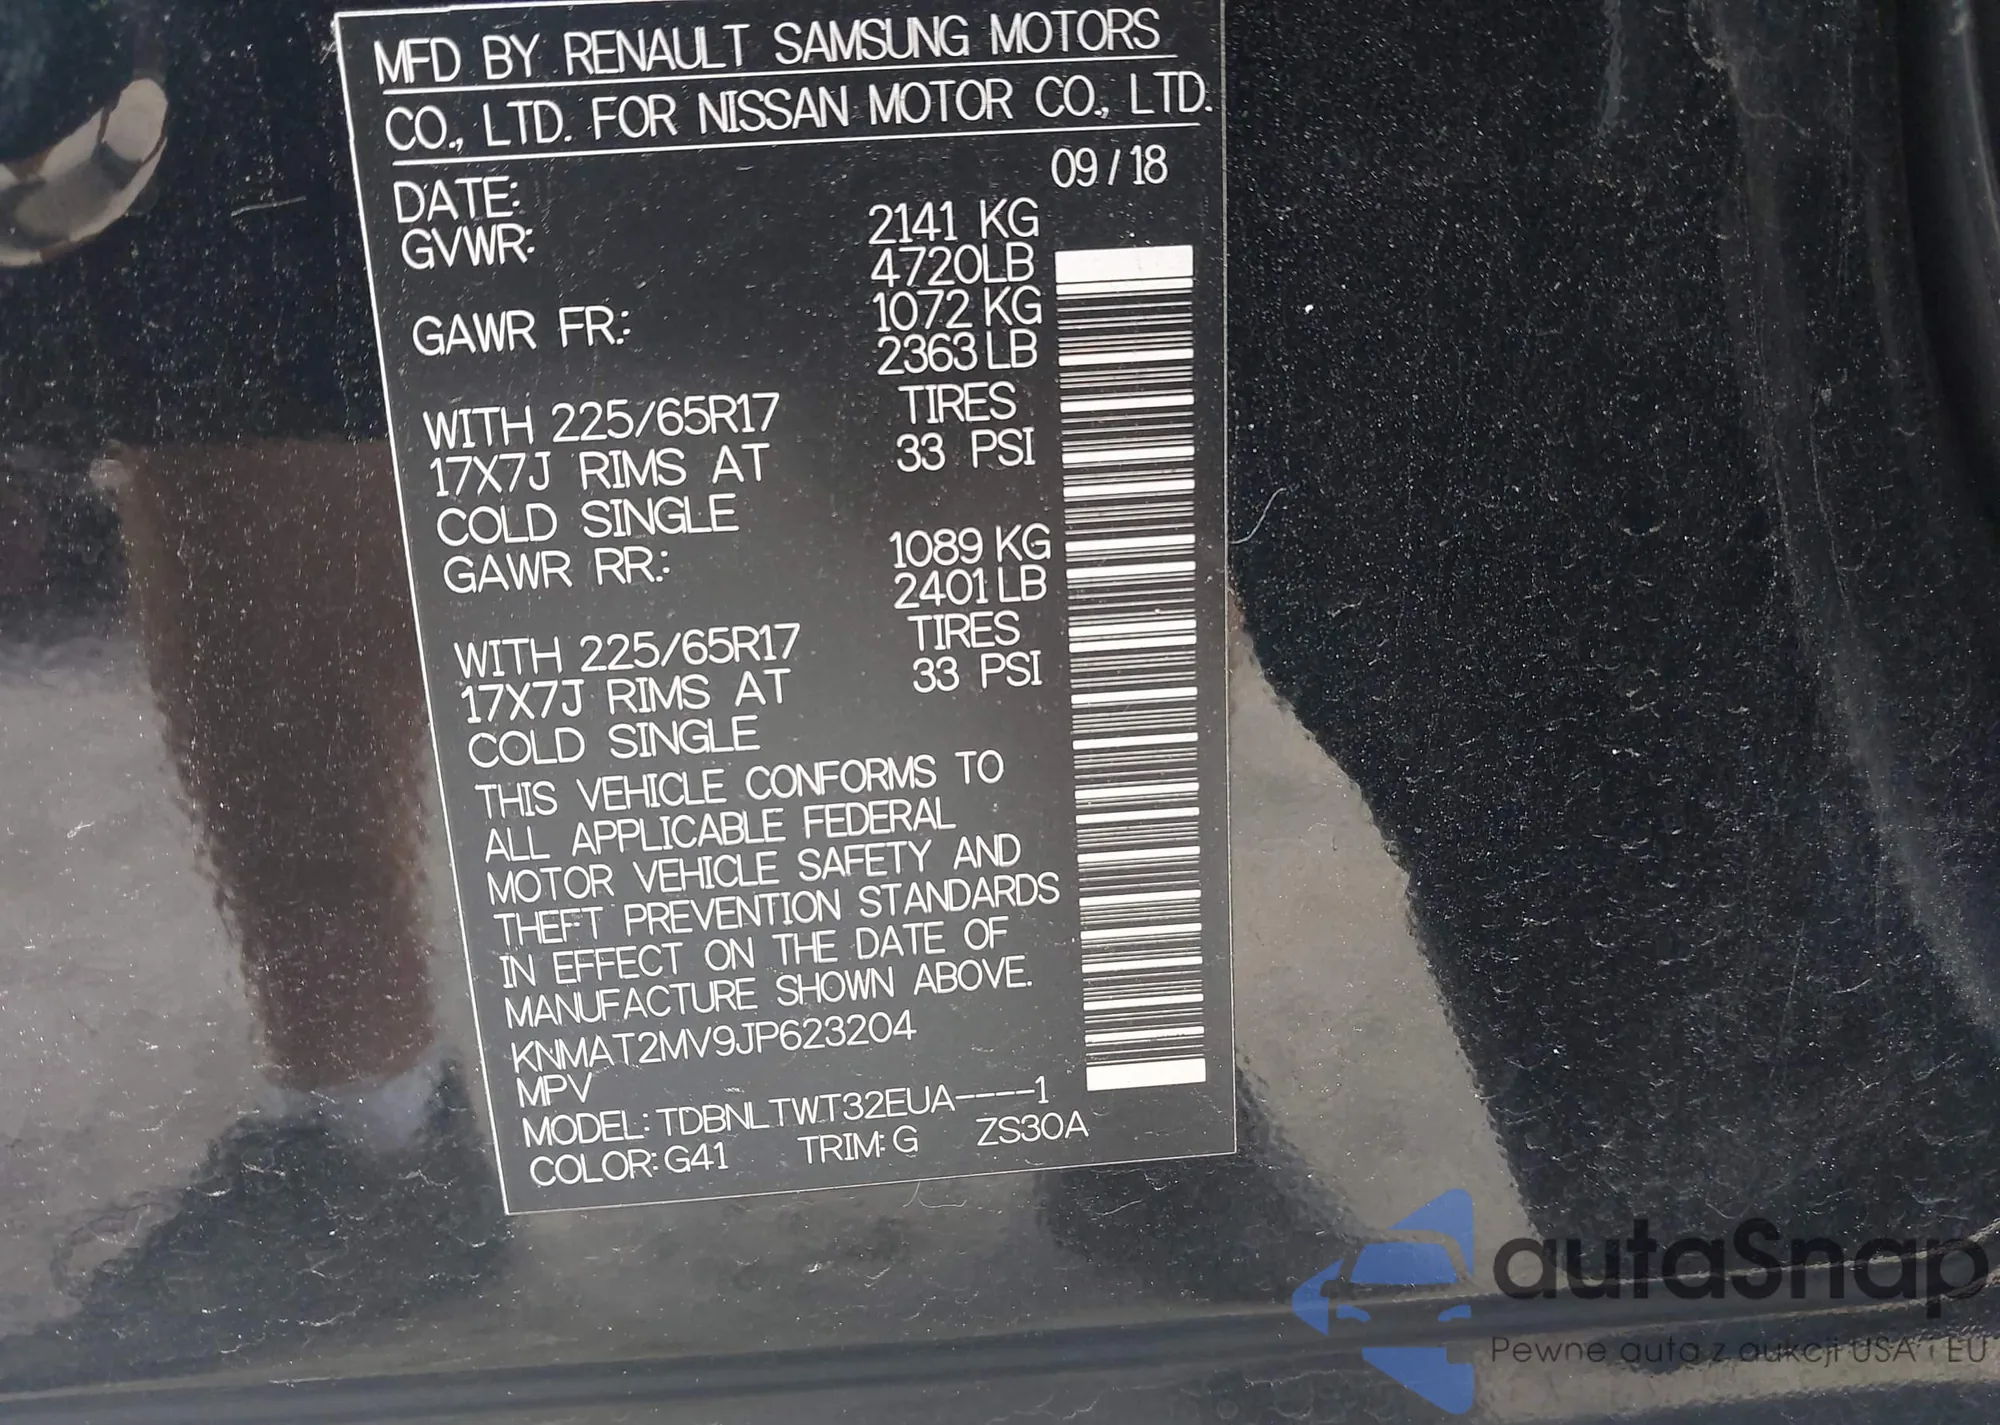 MFD BY RENAULT SAMSUNG MOTORS
CO., LTD. FOR NISSAN MOTOR CO., LTD.
DATE: 09 / 18
GVWR: 2141 KG
4720LB
GAWR FR.: 1072 KG
2363 LB
WITH 225/65R17 TIRES
17X7J RIMS AT 33 PSI
COLD SINGLE
GAWR RR.: 1089 KG
2401 LB
WITH 225/65R17 TIRES
17X7J RIMS AT 33 PSI
COLD SINGLE
THIS VEHICLE CONFORMS TO
ALL APPLICABLE FEDERAL
MOTOR VEHICLE SAFETY AND
THEFT PREVENTION STANDARDS
IN EFFECT ON THE DATE OF
MANUFACTURE SHOWN ABOVE.
KNMAT2MV9JP623204
MPV
MODEL: TDBNLTWT32EUA----1
COLOR: G41 TRIM: G ZS30A
autaSnap
Pewne auta z aukcji USA i EU